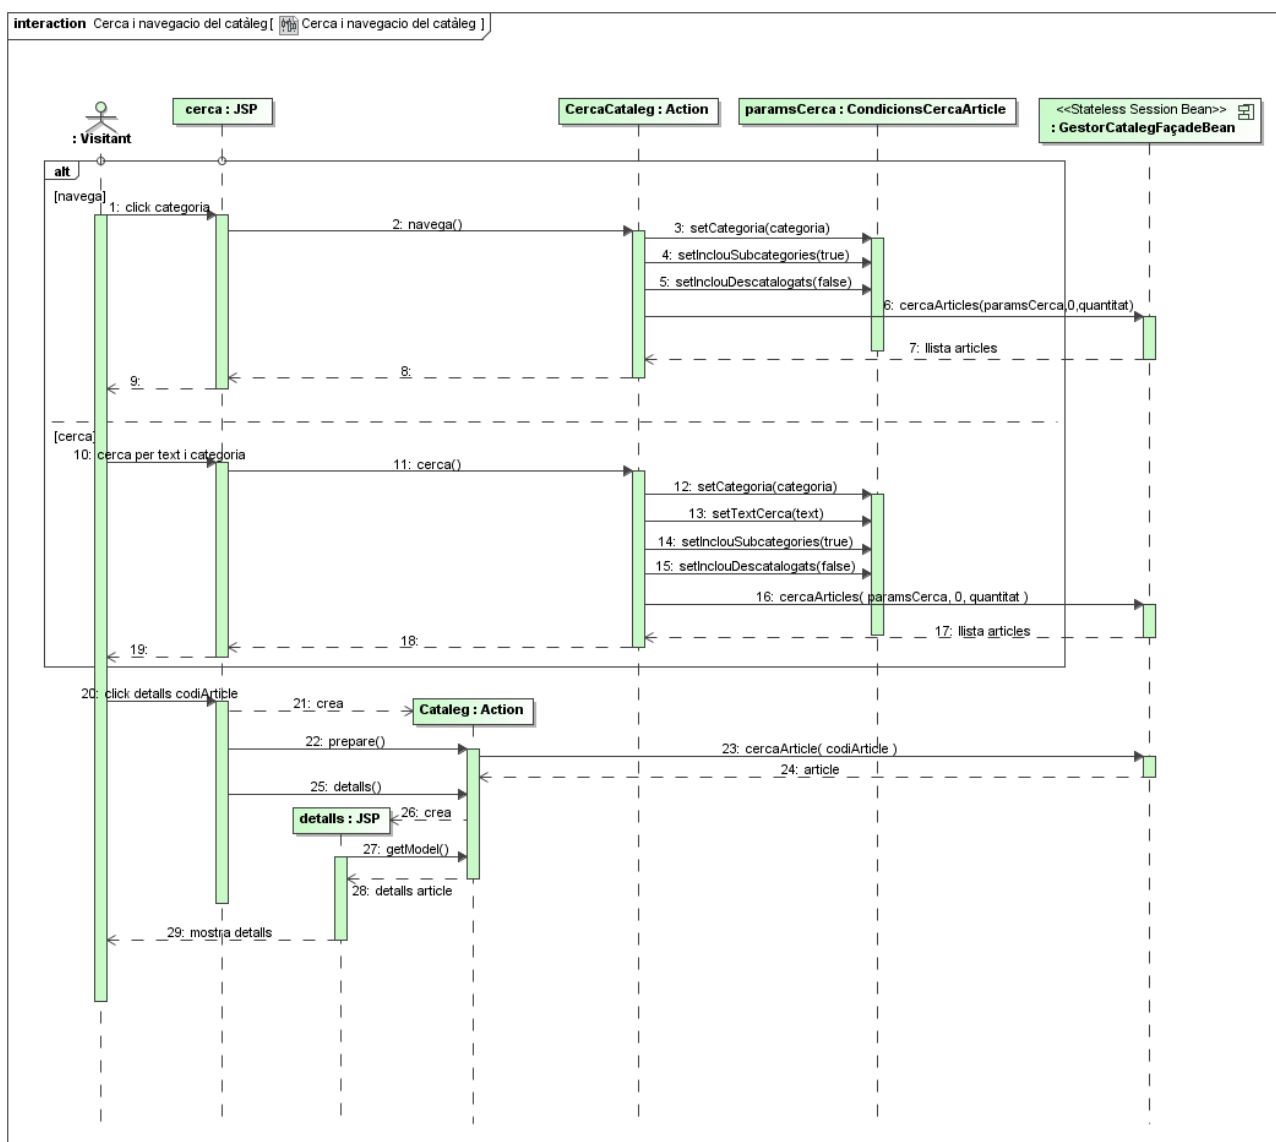 interaction Cerca i navegacio del catàleg[ Cerca i navegacio del catàleg ]
cerca : JSP
CercaCataleg : Action
paramsCerca : CondicionsCercaArticle
<<Stateless Session Bean>>
: GestorCatalegFaçadeBean
: Visitant
alt
[navega]
1: click categoria
2: navega()
3: setCategoria(categoria)
4: setInclouSubcategories(true)
5: setInclouDescatalogats(false)
6: cercaArticles(paramsCerca,0,quantitat)
7: llista articles
8:
9:
[cerca]
10: cerca per text i categoria
11: cerca()
12: setCategoria(categoria)
13: setTextCerca(text)
14: setInclouSubcategories(true)
15: setInclouDescatalogats(false)
16: cercaArticles( paramsCerca, 0, quantitat )
17: llista articles
18:
19:
20: click detalls codiArticle
21: crea
Cataleg : Action
22: prepare()
23: cercaArticle( codiArticle )
24: article
25: detalls()
26: crea
detalls : JSP
27: getModel()
28: detalls article
29: mostra detalls